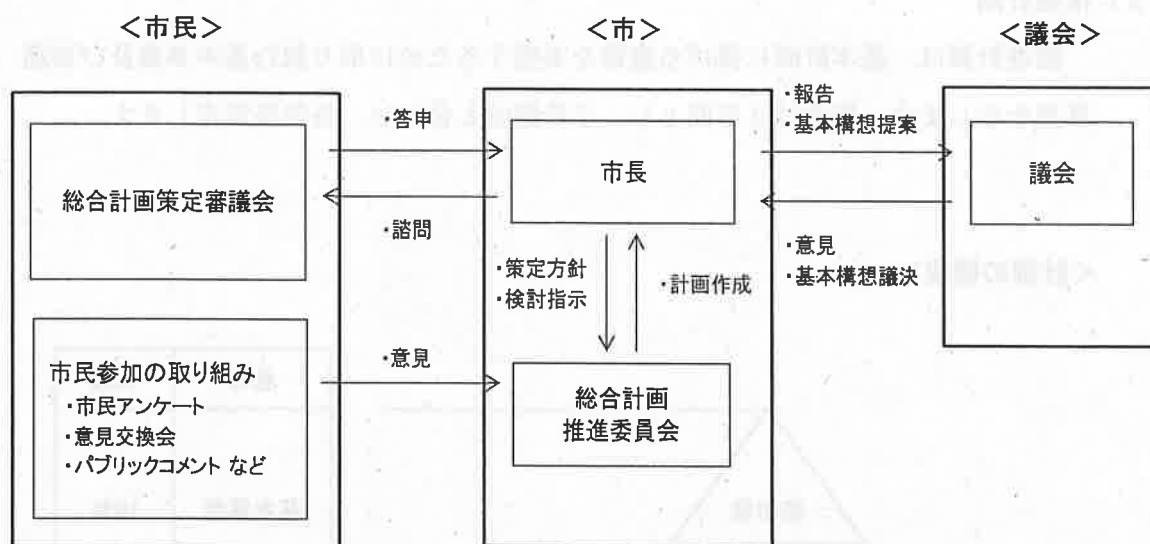 ＜市民＞
＜市＞
＜議会＞
総合計画策定審議会
・答申
・諮問
市長
・報告
・基本構想提案
議会
・意見
・基本構想議決
・策定方針
・検討指示
・計画作成
市民参加の取り組み
・市民アンケート
・意見交換会
・パブリックコメント など
・意見
総合計画
推進委員会